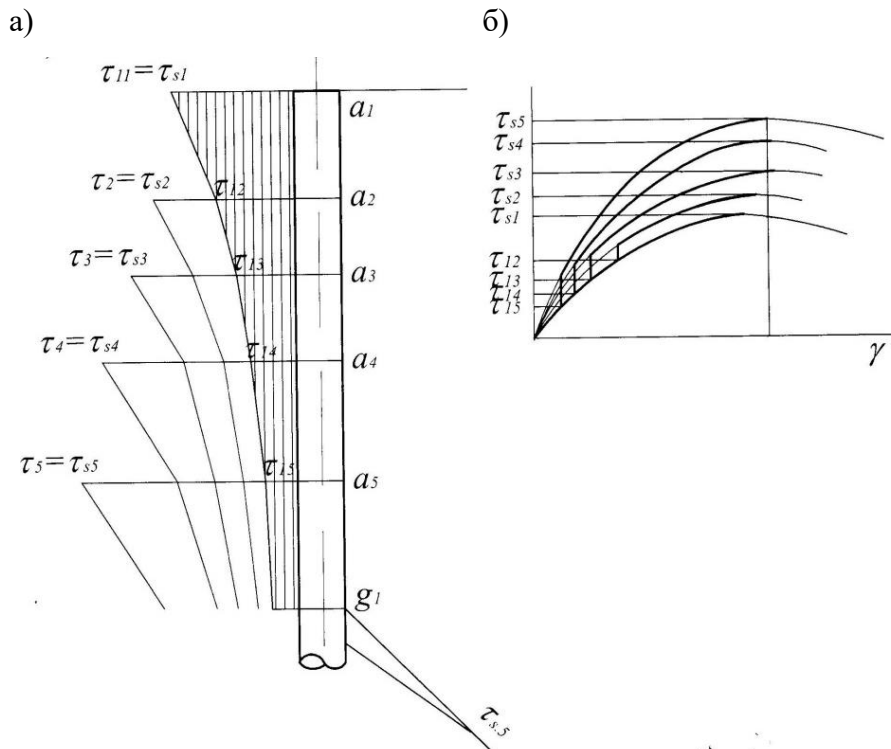 а)
τ11=τs1
a1
τ2=τs2
τ12
a2
τ3=τs3
τ13
a3
τ4=τs4
τ14
a4
τ5=τs5
τ15
a5
g1
τs.5
б)
τs5
τs4
τs3
τs2
τs1
τ12
τ13
τ14
τ15
γ